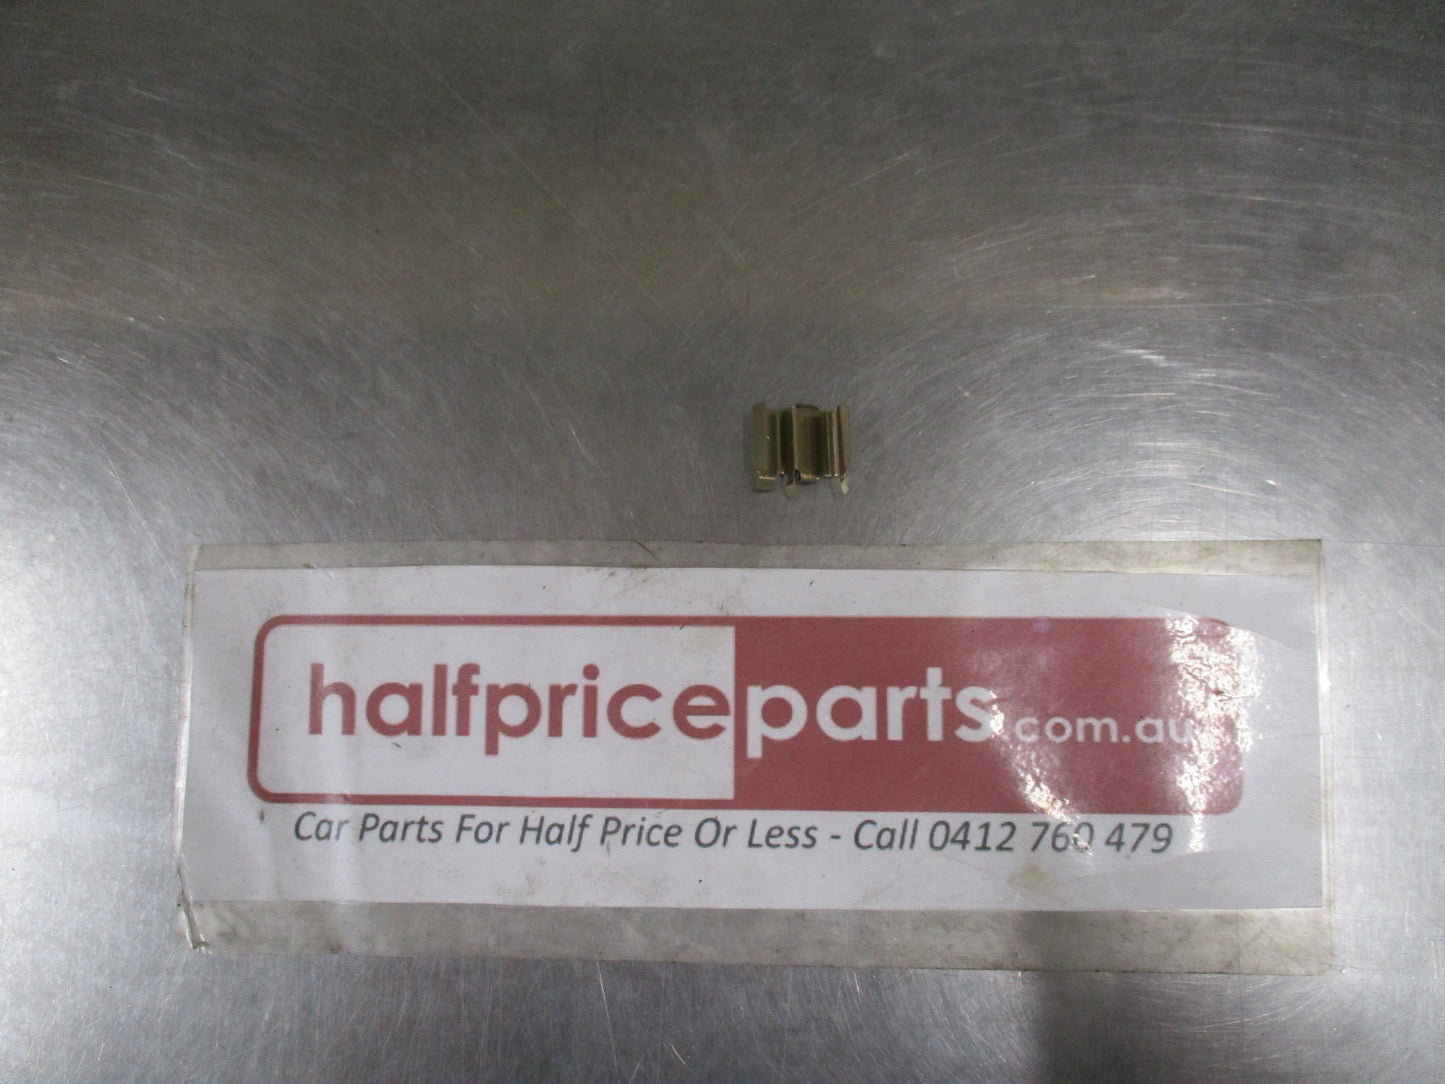 halfpriceparts.com.au
Car Parts For Half Price Or Less - Call 0412 760 479